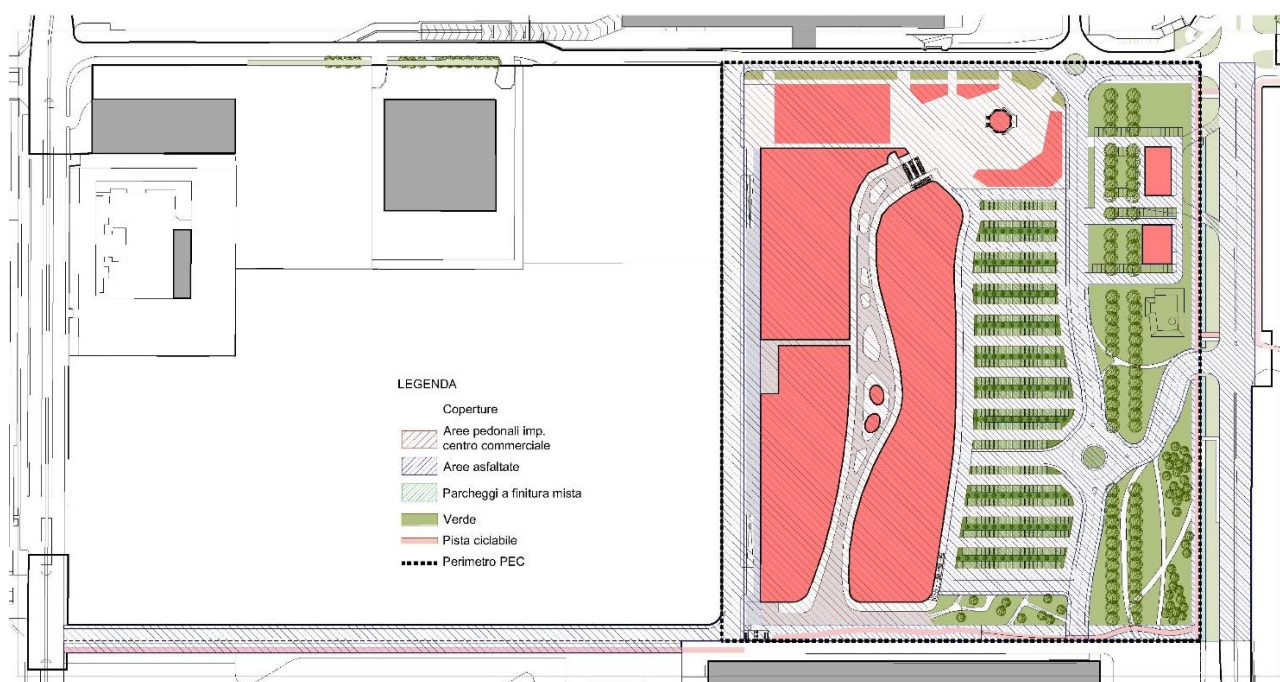 LEGENDA
Coperture
Aree pedonali imp.
centro commerciale
Aree asfaltate
Parcheggi a finitura mista
Verde
Pista ciclabile
Perimetro PEC